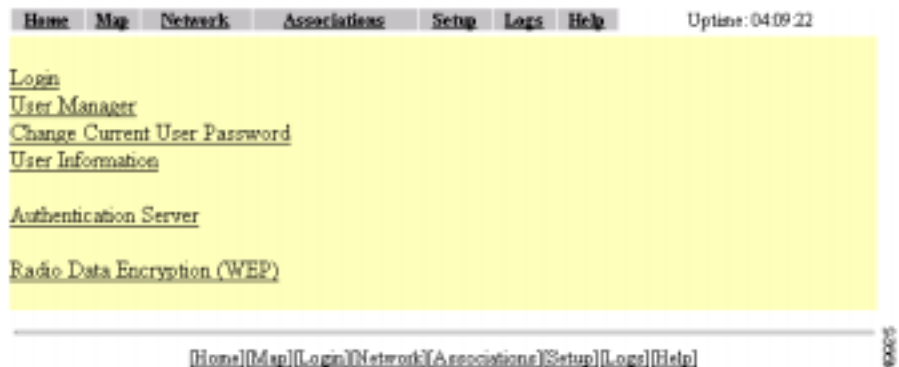 Home Map Network Associations Setup Logs Help Uptime: 04:09:22
Login
User Manager
Change Current User Password
User Information
Authentication Server
Radio Data Encryption (WEP)
[Home][Map][Login][Network][Associations][Setup][Logs][Help]